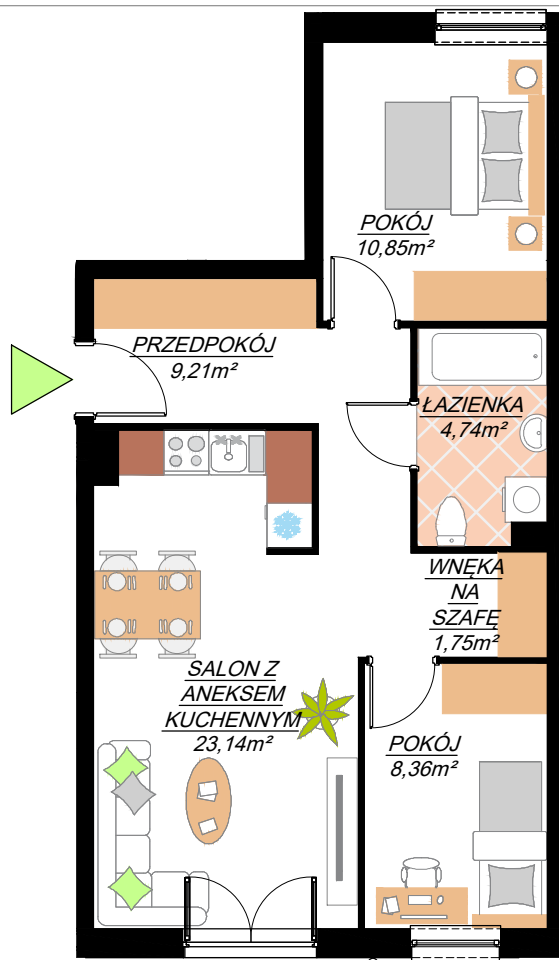 POKÓJ
10,85m²
PRZEDPOKÓJ
9,21m²
ŁAZIENKA
4,74m²
WNĘKA
NA
SZAFĘ
1,75m²
SALON Z
ANEKSEM
KUCHENNYM
23,14m²
POKÓJ
8,36m²